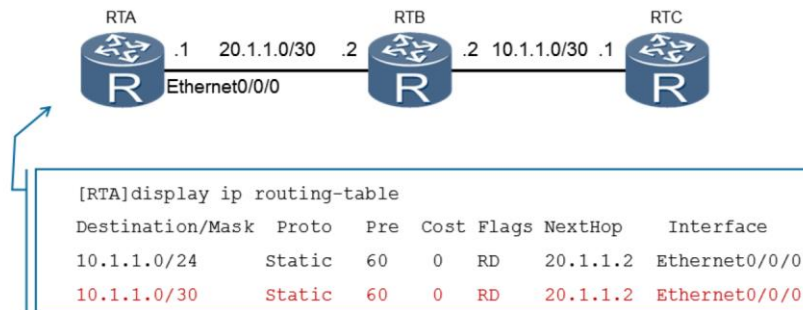 RTA RTB RTC
.1 20.1.1.0/30 .2 .2 10.1.1.0/30 .1
Ethernet0/0/0
R R R
[RTA]display ip routing-table
Destination/Mask Proto Pre Cost Flags NextHop Interface
10.1.1.0/24 Static 60 0 RD 20.1.1.2 Ethernet0/0/0
10.1.1.0/30 Static 60 0 RD 20.1.1.2 Ethernet0/0/0